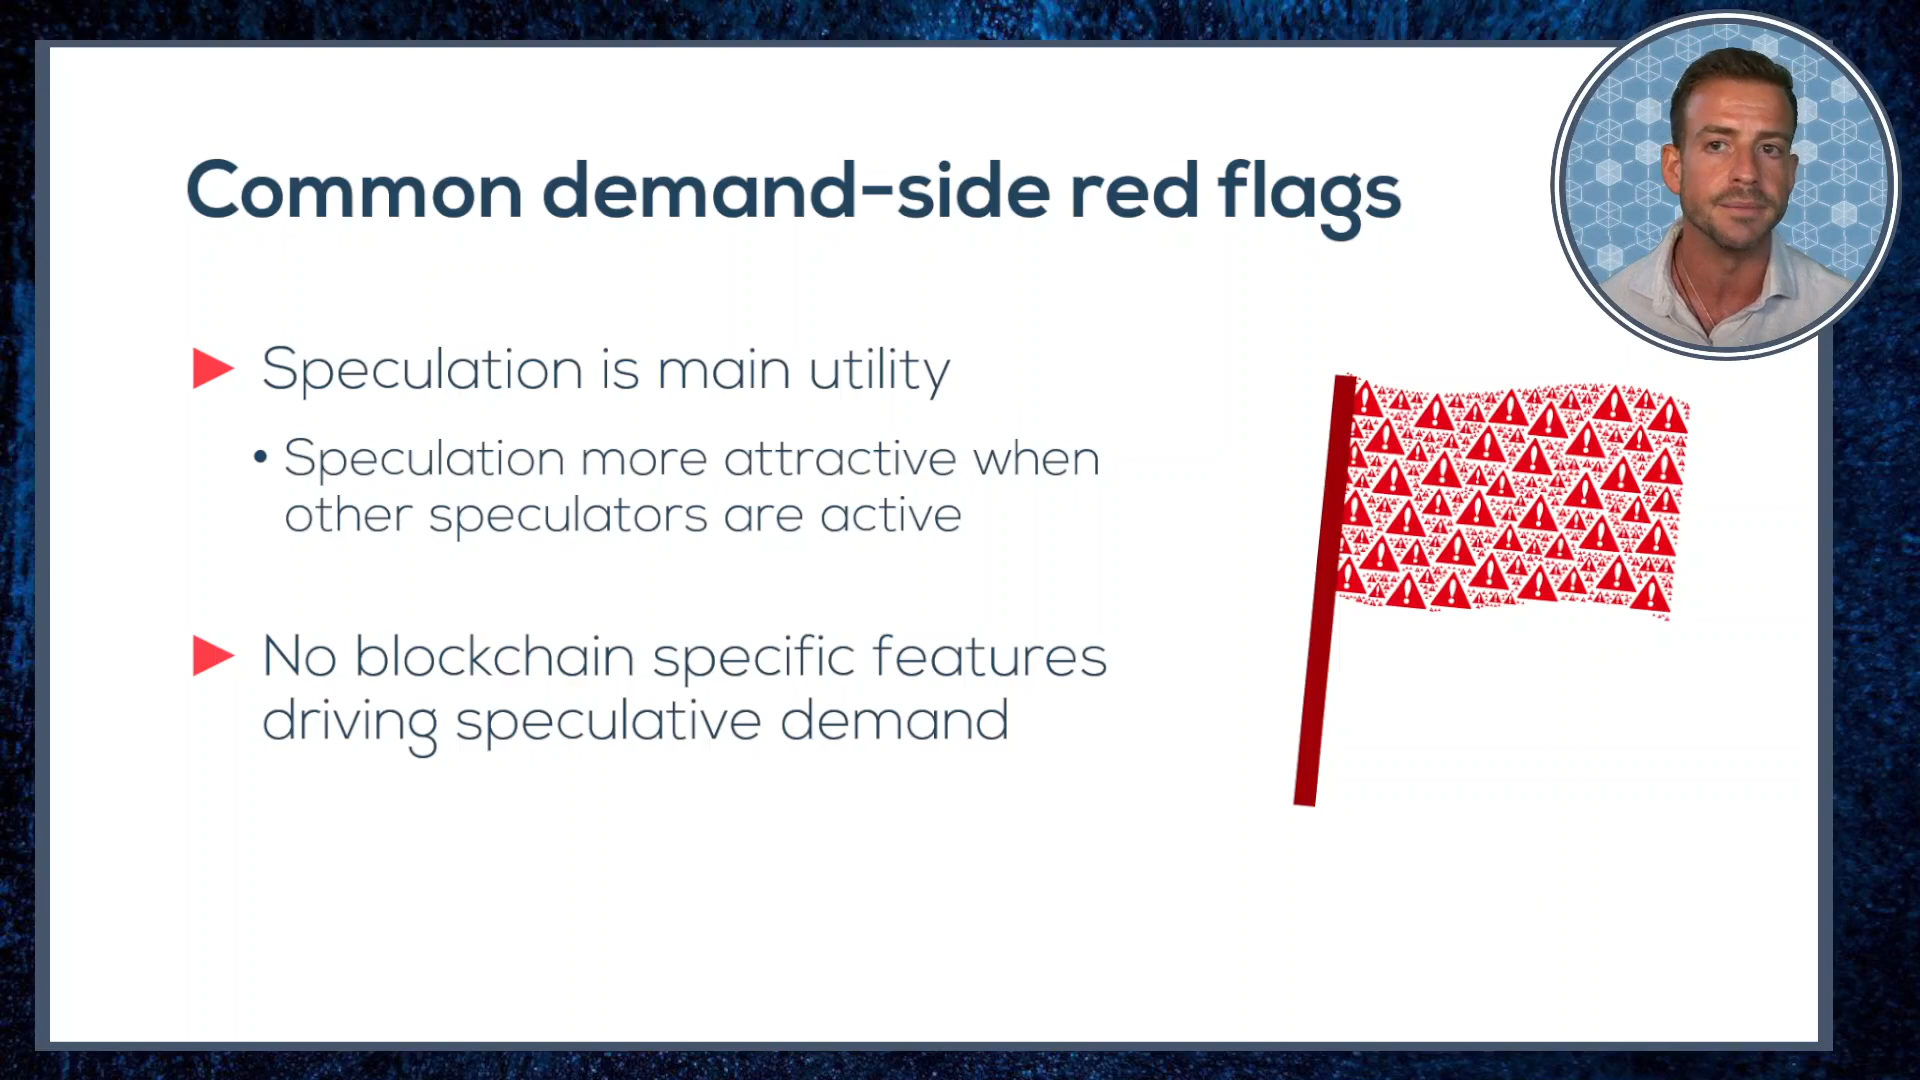 Common demand-side red flags
Speculation is main utility
• Speculation more attractive when
other speculators are active
No blockchain specific features
driving speculative demand